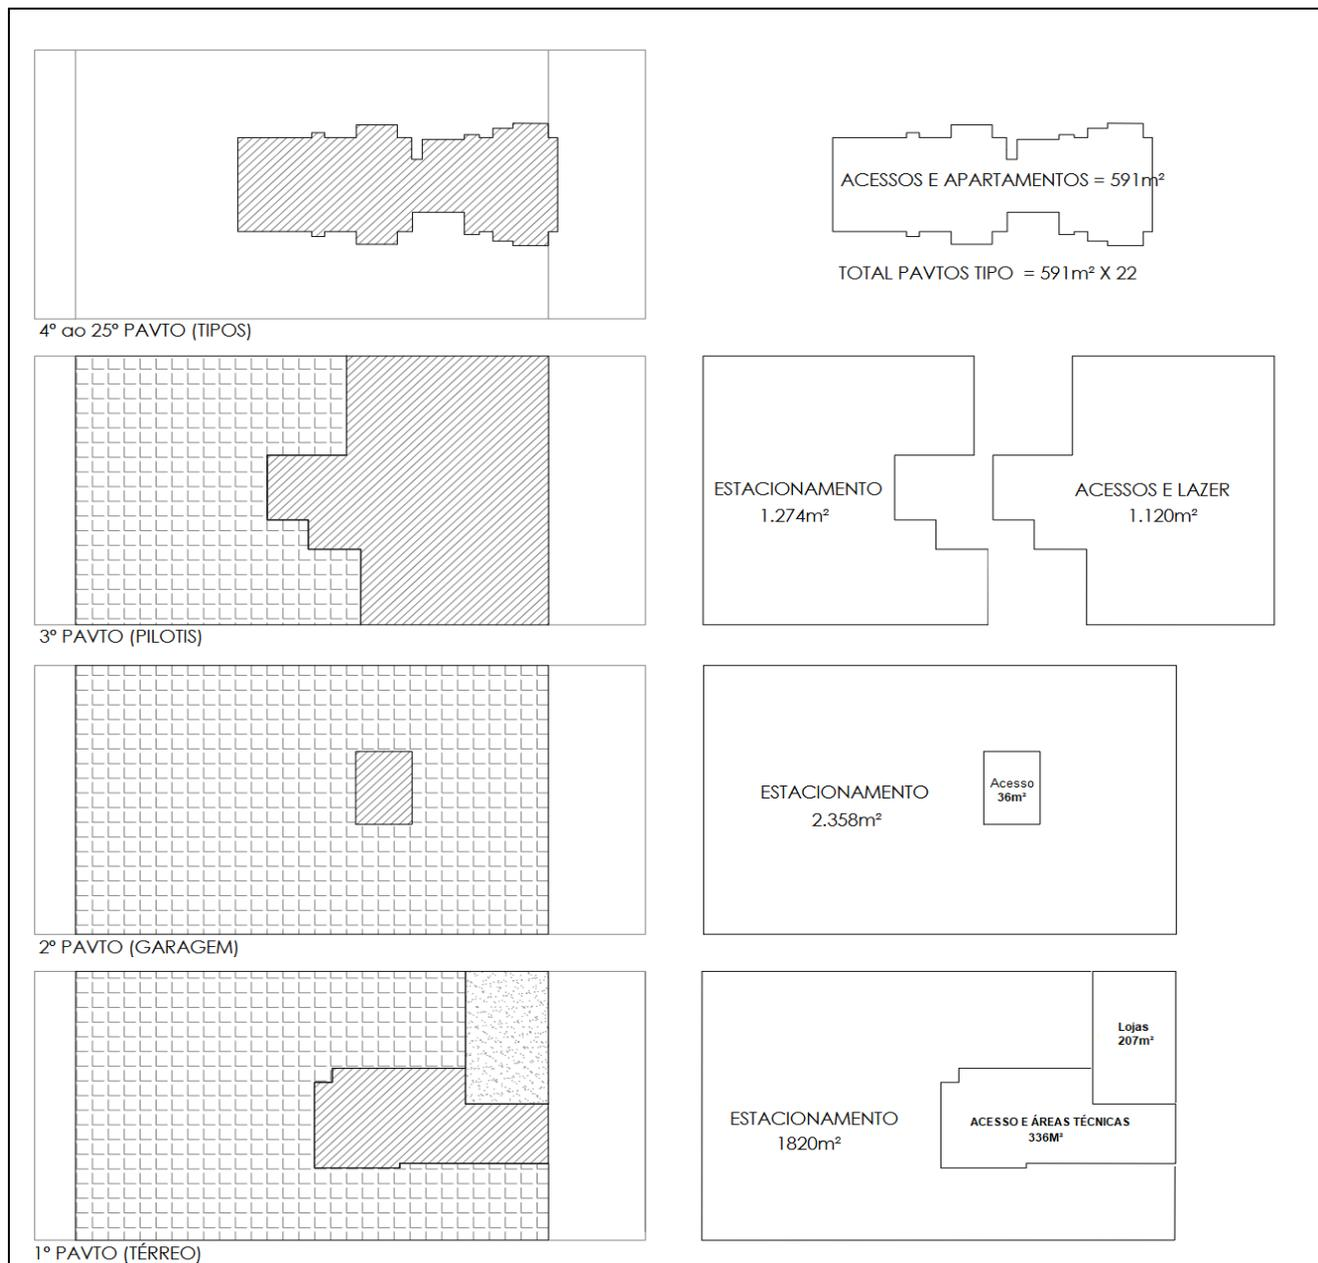 ACESSOS E APARTAMENTOS = 591m²
TOTAL PAVTOS TIPO = 591m² X 22
4º ao 25º PAVTO (TIPOS)
ESTACIONAMENTO
1.274m²
ACESSOS E LAZER
1.120m²
3º PAVTO (PILOTIS)
ESTACIONAMENTO
2.358m²
Acesso
36m²
2º PAVTO (GARAGEM)
Lojas
207m²
ESTACIONAMENTO
1820m²
ACESSO E ÁREAS TÉCNICAS
336M²
1º PAVTO (TÉRREO)